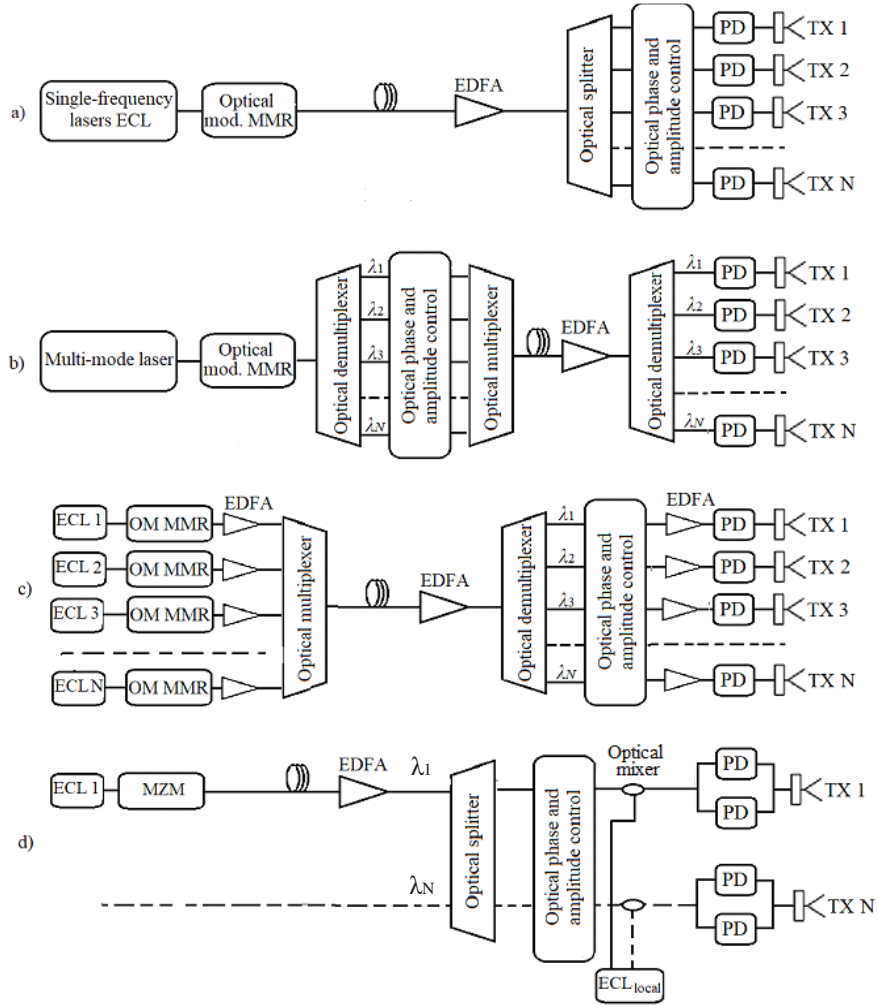 a)
Single-frequency
lasers ECL
Optical
mod. MMR
EDFA
Optical splitter
Optical phase and
amplitude control
PD
TX 1
PD
TX 2
PD
TX 3
PD
TX N
b)
Multi-mode laser
Optical
mod. MMR
Optical demultiplexer
λ1
λ2
λ3
λN
Optical phase and
amplitude control
Optical multiplexer
EDFA
Optical demultiplexer
λ1
λ2
λ3
λN
PD
TX 1
PD
TX 2
PD
TX 3
PD
TX N
c)
ECL 1
OM MMR
EDFA
ECL 2
OM MMR
ECL 3
OM MMR
ECL N
OM MMR
Optical multiplexer
EDFA
Optical demultiplexer
λ1
λ2
λ3
λN
Optical phase and
amplitude control
EDFA
PD
TX 1
PD
TX 2
PD
TX 3
PD
TX N
d)
ECL 1
MZM
EDFA
λ1
λN
Optical splitter
Optical phase and
amplitude control
Optical
mixer
PD
PD
TX 1
PD
PD
TX N
ECL local